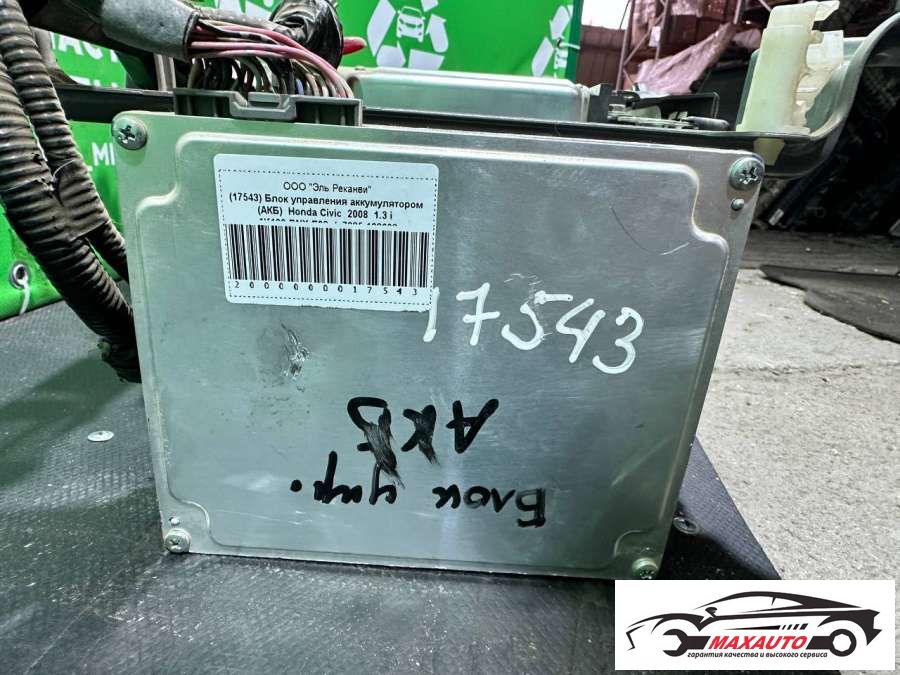 ООО "Эль Реканви"
(17543) Блок управления аккумулятором
(АКБ) Honda Civic 2008 1.3 i
2000000017543
17543
Блок упр.
АКБ
MAXAUTO
гарантия качества и высокого сервиса